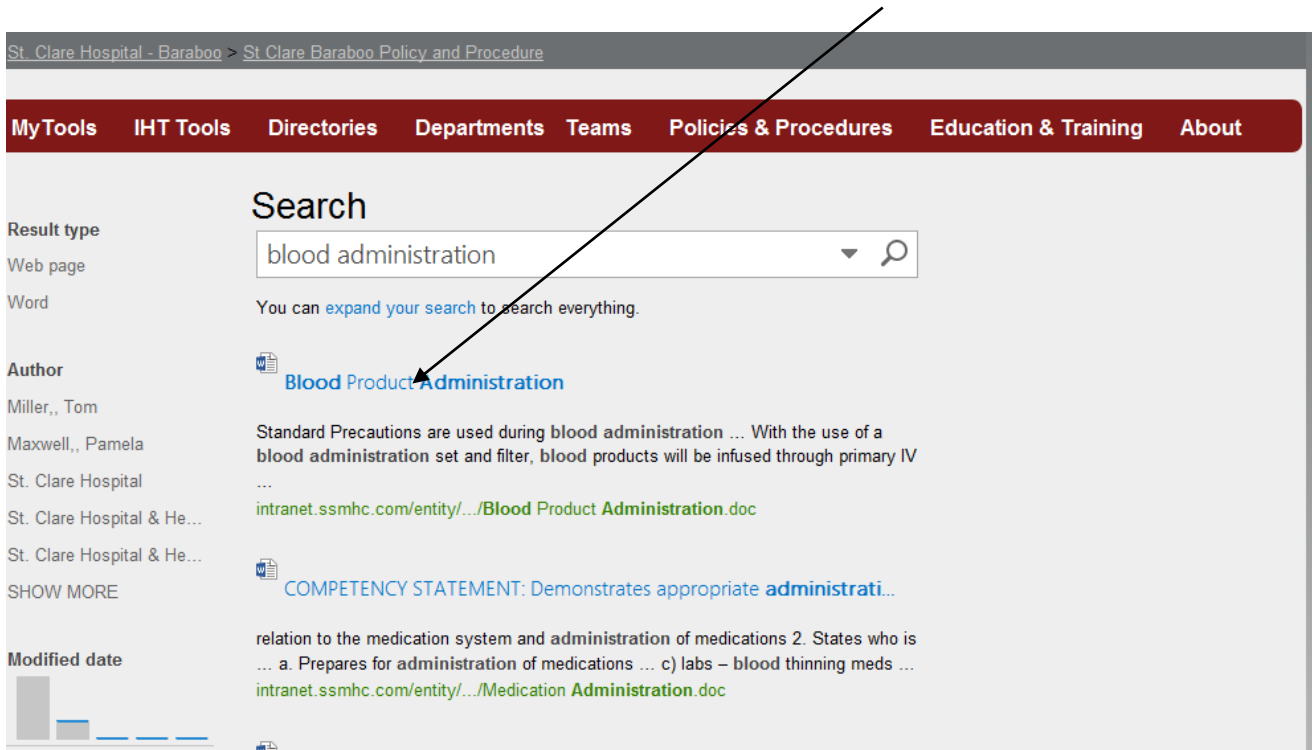 St. Clare Hospital - Baraboo > St Clare Baraboo Policy and Procedure
MyTools IHT Tools Directories Departments Teams Policies & Procedures Education & Training About
Result type
Web page
Word
Author
Miller,, Tom
Maxwell,, Pamela
St. Clare Hospital
St. Clare Hospital & He...
St. Clare Hospital & He...
SHOW MORE
Modified date
Search
blood administration
You can expand your search to search everything.
Blood Product Administration
Standard Precautions are used during blood administration ... With the use of a
blood administration set and filter, blood products will be infused through primary IV
...
intranet.ssmhc.com/entity/.../Blood Product Administration.doc
COMPETENCY STATEMENT: Demonstrates appropriate administrati...
relation to the medication system and administration of medications 2. States who is
... a. Prepares for administration of medications ... c) labs – blood thinning meds ...
intranet.ssmhc.com/entity/.../Medication Administration.doc